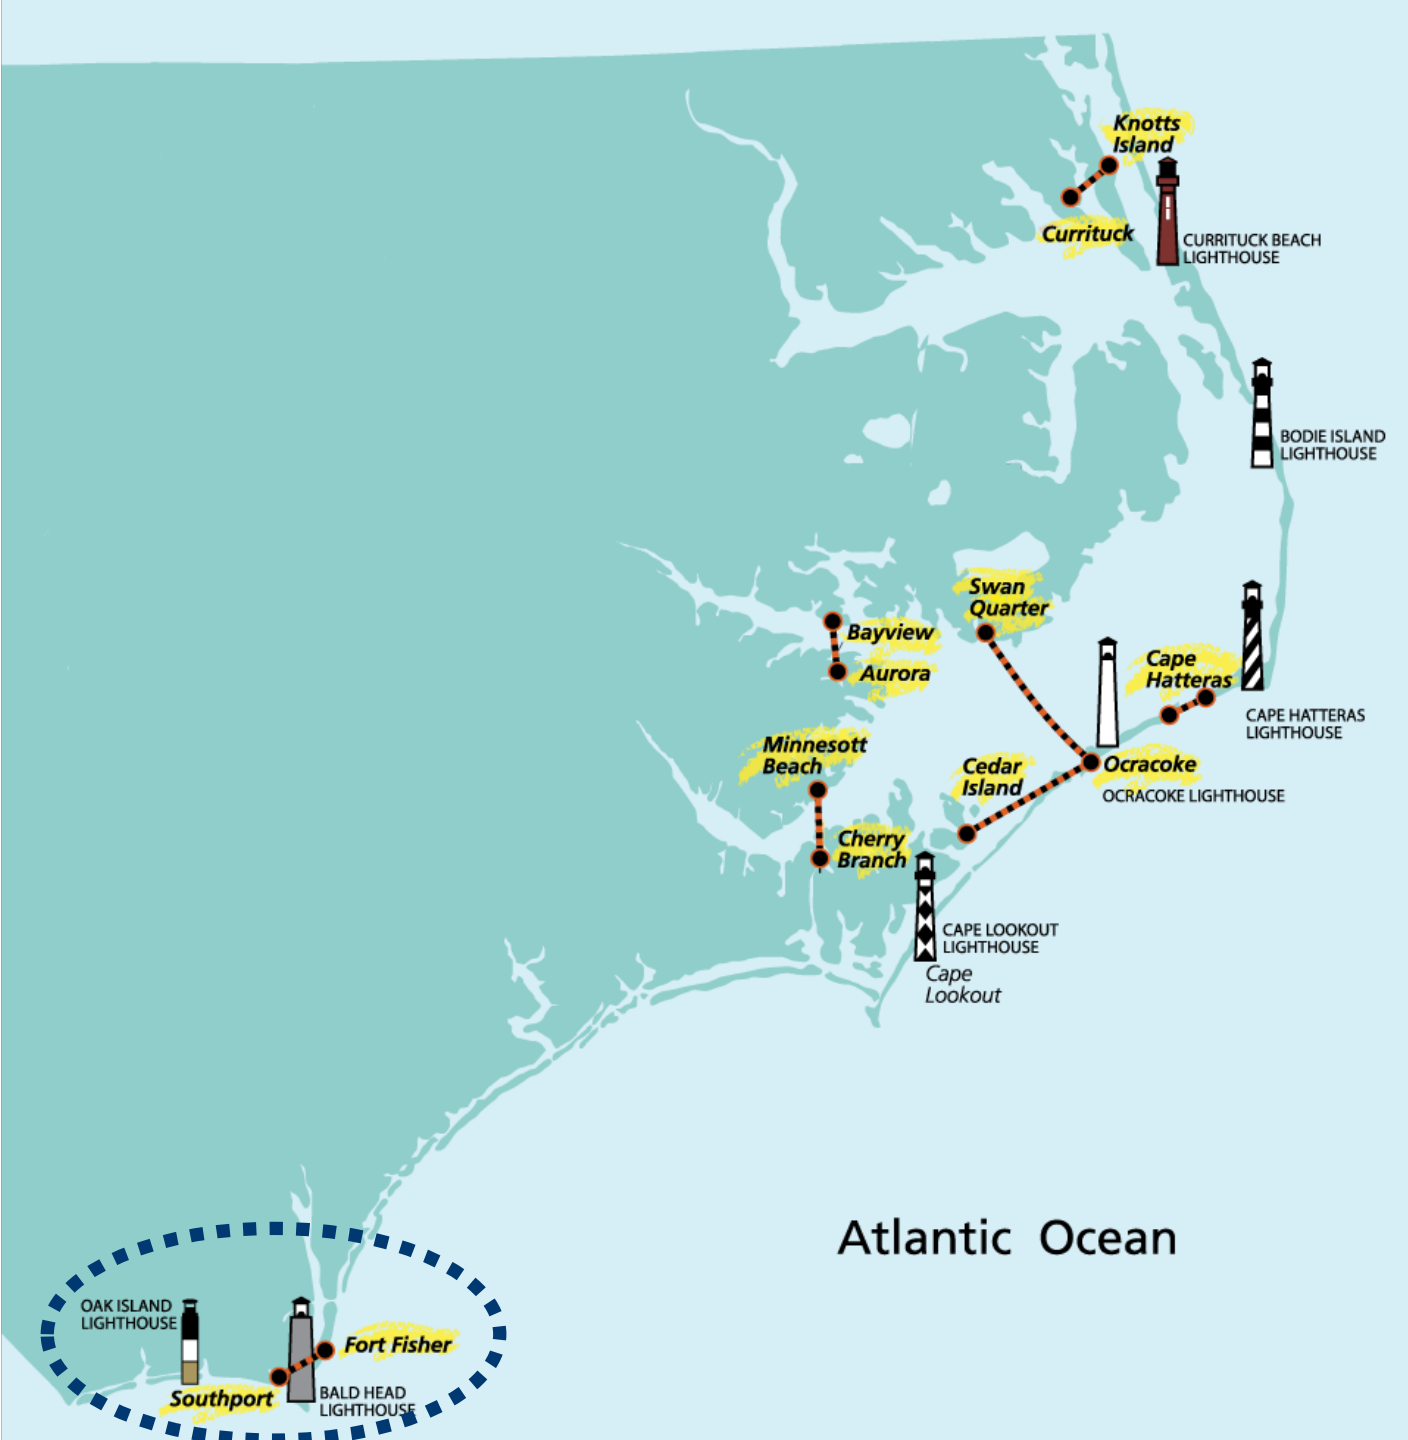 Knotts
Island
Currituck
CURRITUCK BEACH
LIGHTHOUSE
BODIE ISLAND
LIGHTHOUSE
Swan
Quarter
Bayview
Aurora
Cape
Hatteras
CAPE HATTERAS
LIGHTHOUSE
Minnesott
Beach
Cedar
Island
Ocracoke
OCRACOKE LIGHTHOUSE
Cherry
Branch
CAPE LOOKOUT
LIGHTHOUSE
Cape
Lookout
Atlantic Ocean
OAK ISLAND
LIGHTHOUSE
Fort Fisher
Southport
BALD HEAD
LIGHTHOUSE